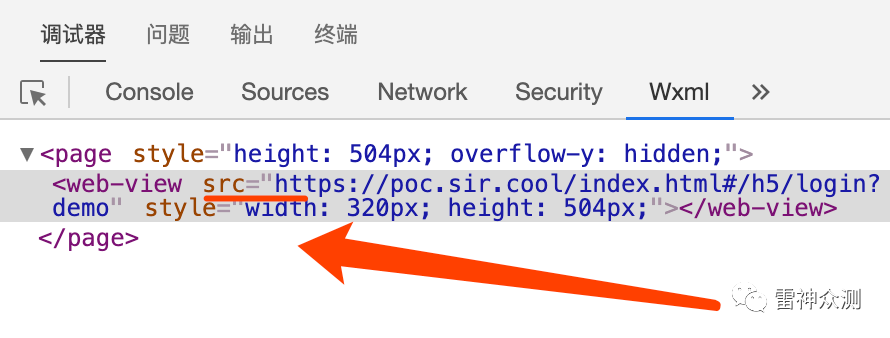 调试器 问题 输出 终端
Console Sources Network Security Wxml »
▼<page style="height: 504px; overflow-y: hidden;">
<web-view src="https://poc.sir.cool/index.html#/h5/login?
demo" style="width: 320px; height: 504px;"></web-view>
</page>
雷神众测